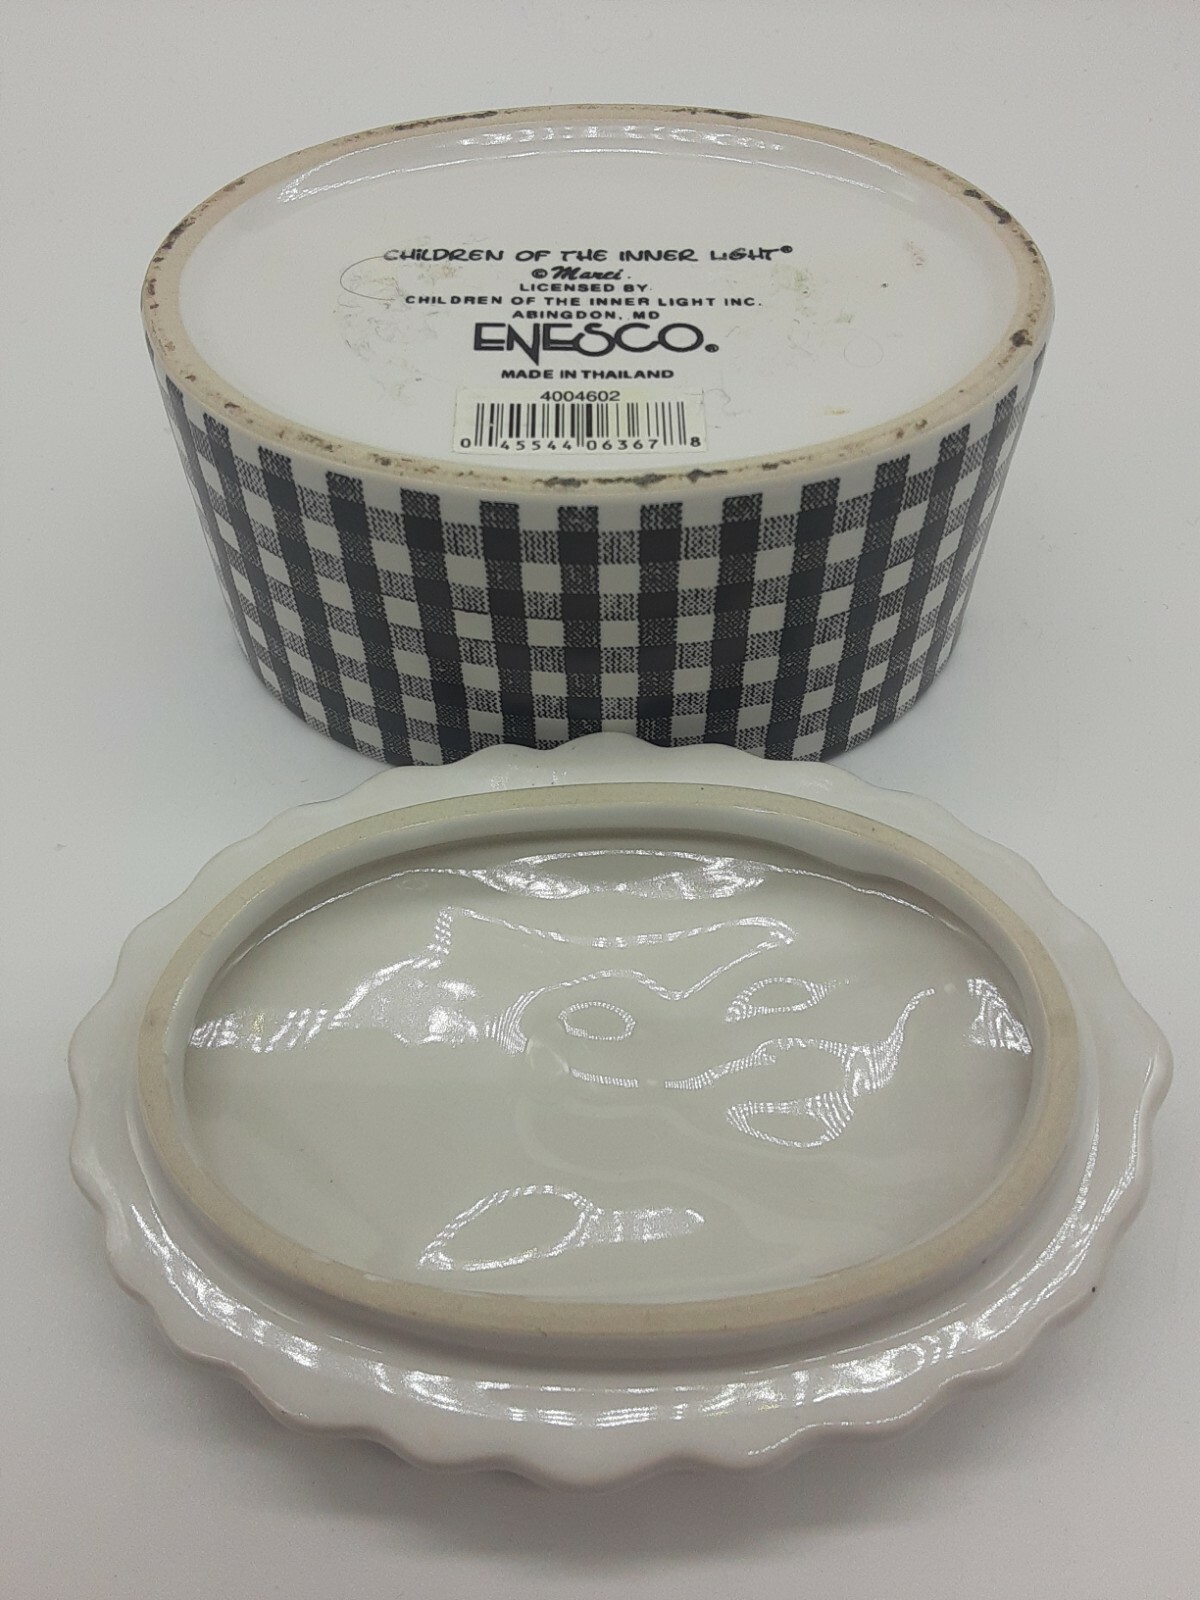 CHILDREN OF THE INNER LIGHT®
© Marci.
LICENSED BY
CHILDREN OF THE INNER LIGHT INC.
ABINGDON, MD
ENESCO®
MADE IN THAILAND
4004602
0 45544 06367 8